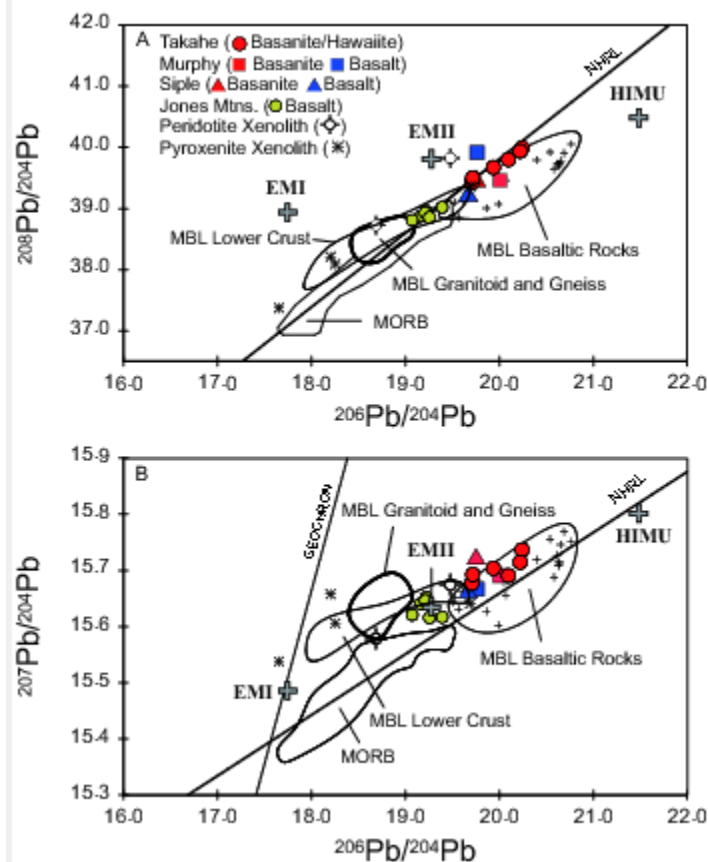 42.0
A
Takahe (Basanite/Hawaiite)
Murphy (Basanite Basalt)
Siple (Basanite Basalt)
Jones Mtns. (Basalt)
Peridotite Xenolith ( )
Pyroxenite Xenolith ( )
NHRL
41.0
HIMU
40.0
EMII
EMI
39.0
MBL Lower Crust
MBL Basaltic Rocks
38.0
MBL Granitoid and Gneiss
MORB
37.0
208Pb/204Pb
16.0 17.0 18.0 19.0 20.0 21.0 22.0
206Pb/204Pb
15.9
B
GEOCHRON
NHRL
MBL Granitoid and Gneiss
15.8
HIMU
EMII
15.7
15.6
MBL Basaltic Rocks
EMI
15.5
MBL Lower Crust
MORB
15.4
15.3
207Pb/204Pb
16.0 17.0 18.0 19.0 20.0 21.0 22.0
206Pb/204Pb